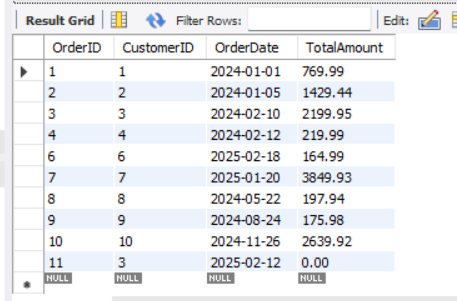 Result Grid Filter Rows: Edit:
OrderID CustomerID OrderDate TotalAmount
1 1 2024-01-01 769.99
2 2 2024-01-05 1429.44
3 3 2024-02-10 2199.95
4 4 2024-02-12 219.99
6 6 2025-02-18 164.99
7 7 2025-01-20 3849.93
8 8 2024-05-22 197.94
9 9 2024-08-24 175.98
10 10 2024-11-26 2639.92
11 3 2025-02-12 0.00
NULL NULL NULL NULL